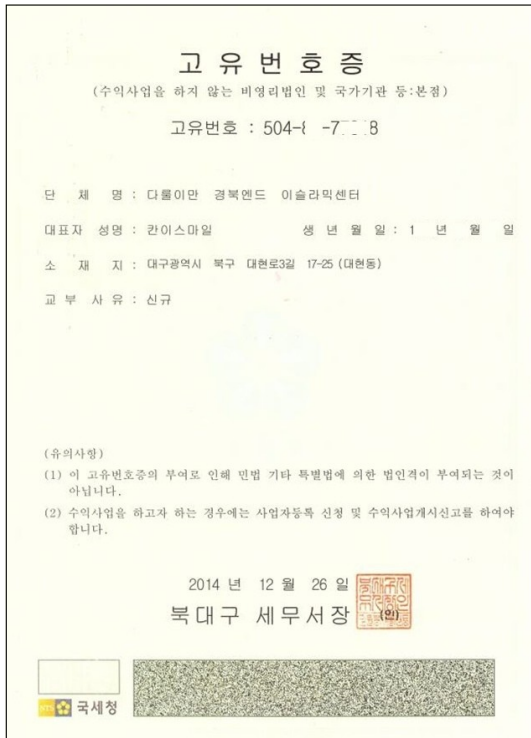 고 유 번 호 증
(수익사업을 하지 않는 비영리법인 및 국가기관 등:본점)
고유번호 : 504-8 -7 8
단 체 명 : 다룰이만 경북엔드 이슬라믹센터
대표자 성명 : 칸이스마일 생 년 월 일 : 1 년 월 일
소 재 지 : 대구광역시 북구 대현로3길 17-25 (대현동)
교 부 사 유 : 신규
(유의사항)
(1) 이 고유번호증의 부여로 인해 민법 기타 특별법에 의한 법인격이 부여되는 것이
아닙니다.
(2) 수익사업을 하고자 하는 경우에는 사업자등록 신청 및 수익사업개시신고를 하여야
합니다.
2014 년 12 월 26 일
북대구 세무서장 (인)
NTS 국세청